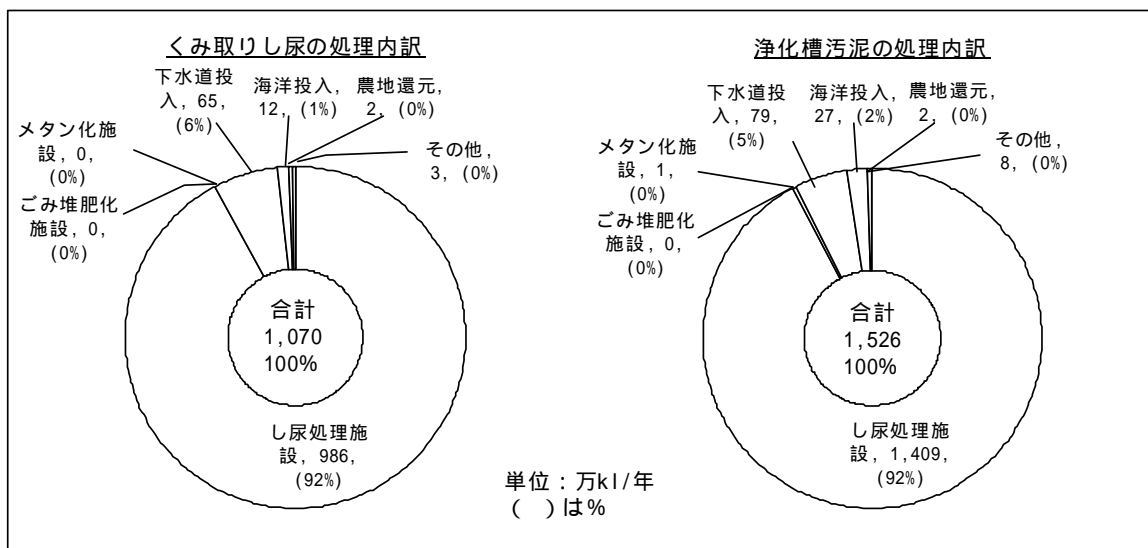 くみ取りし尿の処理内訳
下水道投
入, 65,
(6%)
海洋投入,
12, (1%)
農地還元,
2, (0%)
その他,
3, (0%)
メタン化施
設, 0,
(0%)
ごみ堆肥化
施設, 0,
(0%)
合計
1,070
100%
し尿処理施
設, 986,
(92%)
浄化槽汚泥の処理内訳
下水道投
入, 79,
(5%)
海洋投入,
27, (2%)
農地還元,
2, (0%)
その他,
8, (0%)
メタン化施
設, 1,
(0%)
ごみ堆肥化
施設, 0,
(0%)
合計
1,526
100%
し尿処理施
設, 1,409,
(92%)
単位：万kl/年
(　)は%